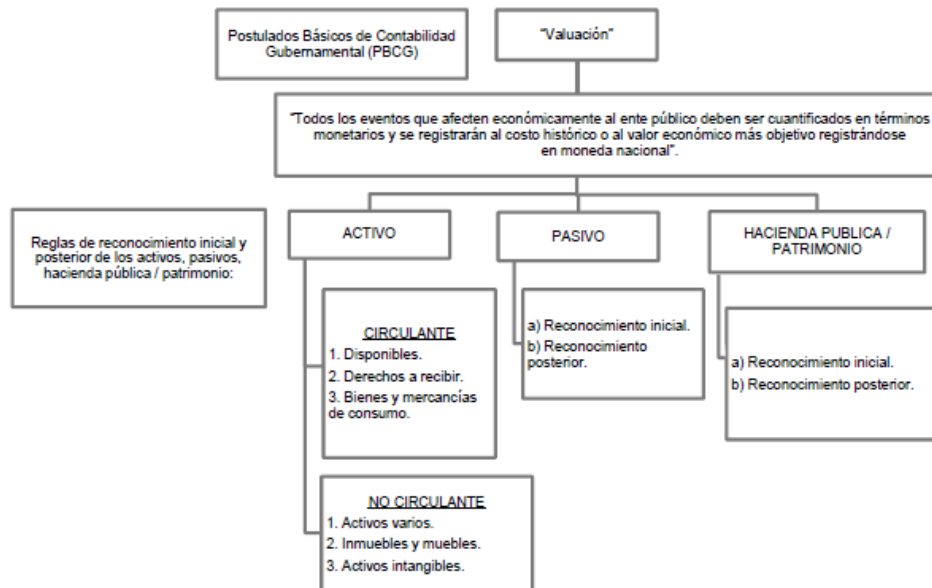 Postulados Básicos de Contabilidad
Gubernamental (PBCG)
"Valuación"
"Todos los eventos que afecten económicamente al ente público deben ser cuantificados en términos
monetarios y se registrarán al costo histórico o al valor económico más objetivo registrándose
en moneda nacional".
Reglas de reconocimiento inicial y
posterior de los activos, pasivos,
hacienda pública / patrimonio:
ACTIVO
PASIVO
HACIENDA PUBLICA /
PATRIMONIO
CIRCULANTE
1. Disponibles.
2. Derechos a recibir.
3. Bienes y mercancías
de consumo.
a) Reconocimiento inicial.
b) Reconocimiento
posterior.
a) Reconocimiento inicial.
b) Reconocimiento posterior.
NO CIRCULANTE
1. Activos varios.
2. Inmuebles y muebles.
3. Activos intangibles.